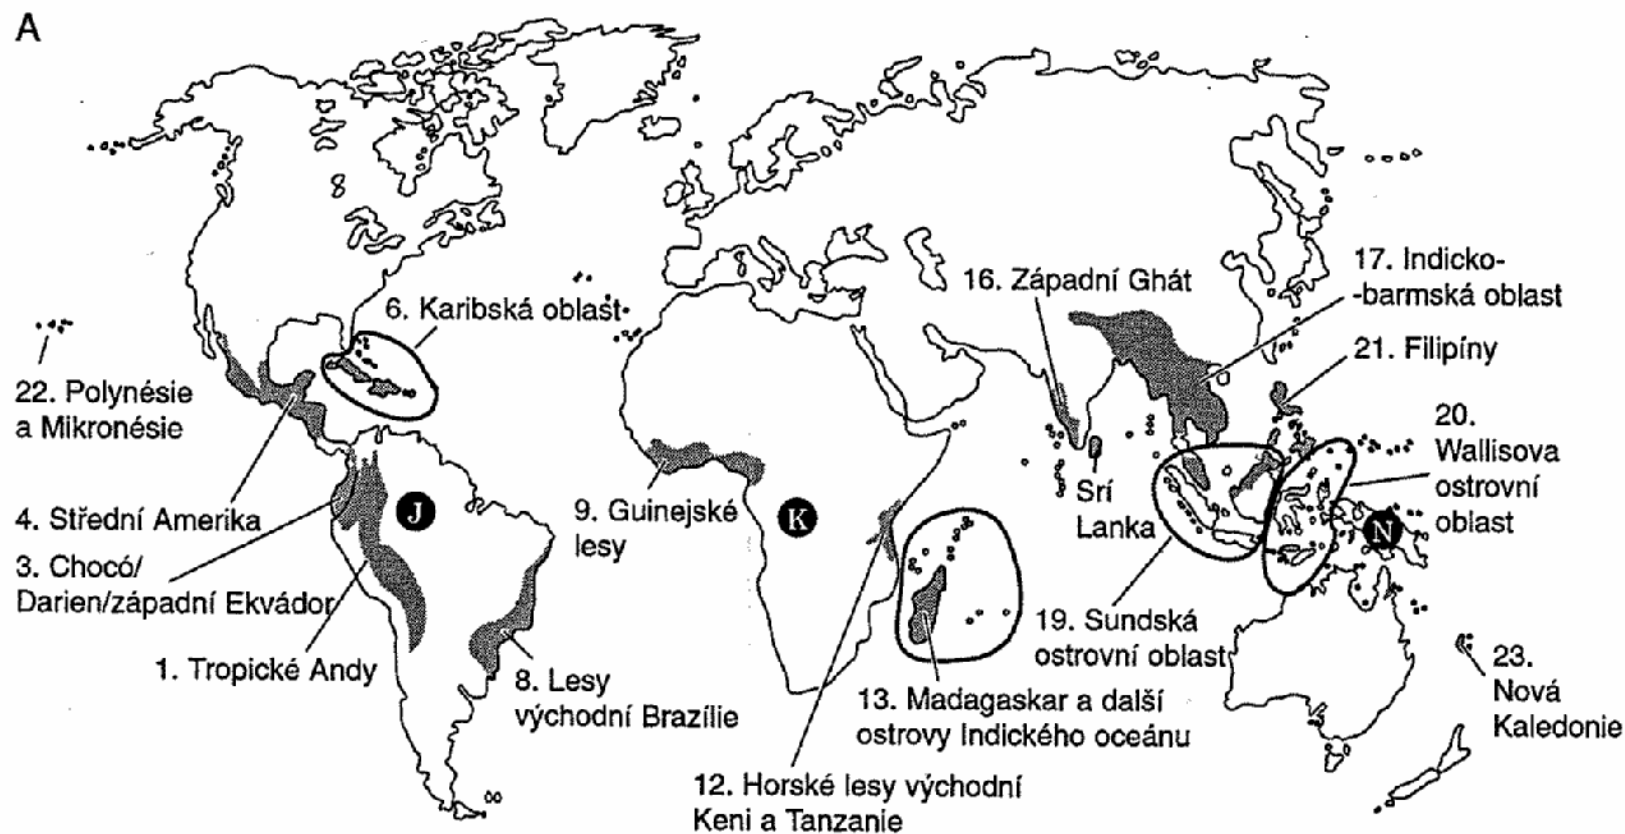 A
6. Karibská oblast
16. Západní Ghát
17. Indicko-
-barmská oblast
21. Filipíny
22. Polynésie
a Mikronésie
20.
Wallisova
ostrovní
oblast
Srí
Lanka
4. Střední Amerika
J
9. Guinejské
lesy
K
N
3. Chocó/
Darien/západní Ekvádor
19. Sundská
ostrovní oblast
1. Tropické Andy
8. Lesy
východní Brazílie
13. Madagaskar a další
ostrovy Indického oceánu
23.
Nová
Kaledonie
12. Horské lesy východní
Keni a Tanzanie